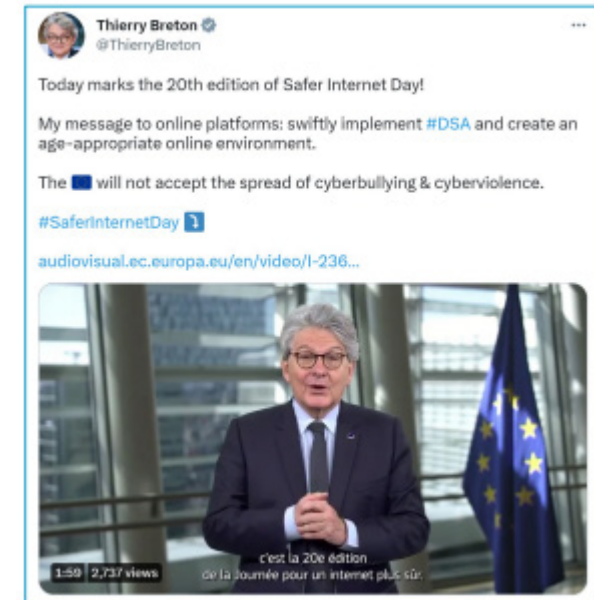 Thierry Breton
@ThierryBreton
Today marks the 20th edition of Safer Internet Day!
My message to online platforms: swiftly implement #DSA and create an
age-appropriate online environment.
The 🇪🇺 will not accept the spread of cyberbullying & cyberviolence.
#SaferInternetDay ⤵️
audiovisual.ec.europa.eu/en/video/I-236...
c'est la 20e édition
de la Journée pour un internet plus sûr.
1:59 2,737 views